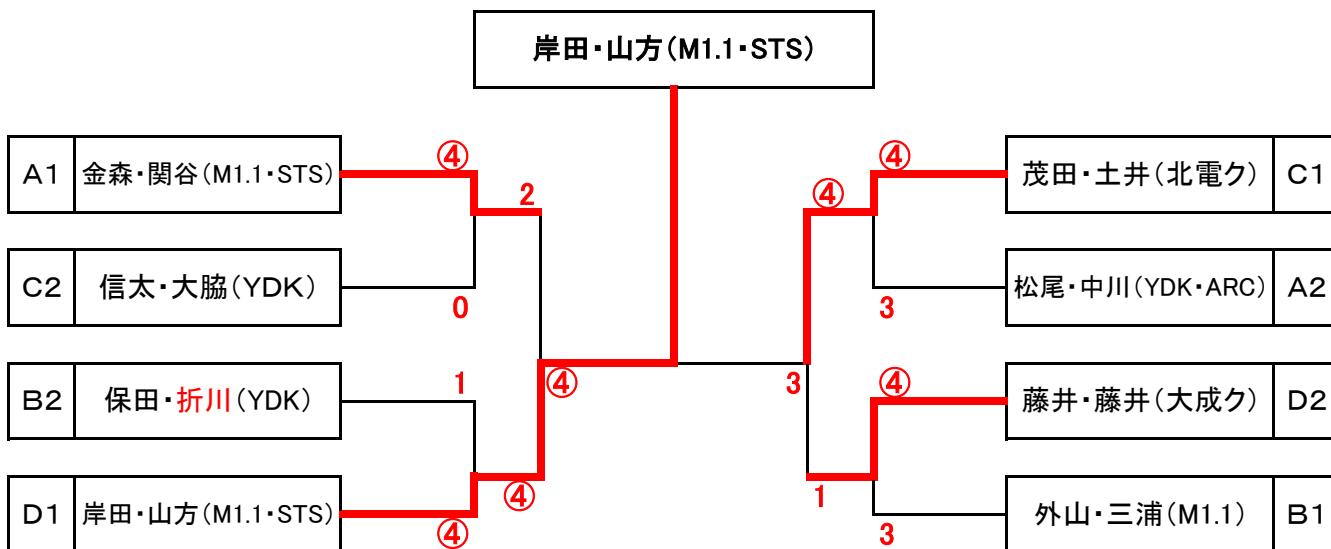 岸田・山方(M1.1・STS)
A1 金森・関谷(M1.1・STS)
④
2
C2 信太・大脇(YDK)
0
B2 保田・折川(YDK)
1
D1 岸田・山方(M1.1・STS)
④
④
④
④
茂田・土井(北電ク) C1
④
松尾・中川(YDK・ARC) A2
3
3
④
藤井・藤井(大成ク) D2
1
外山・三浦(M1.1) B1
3